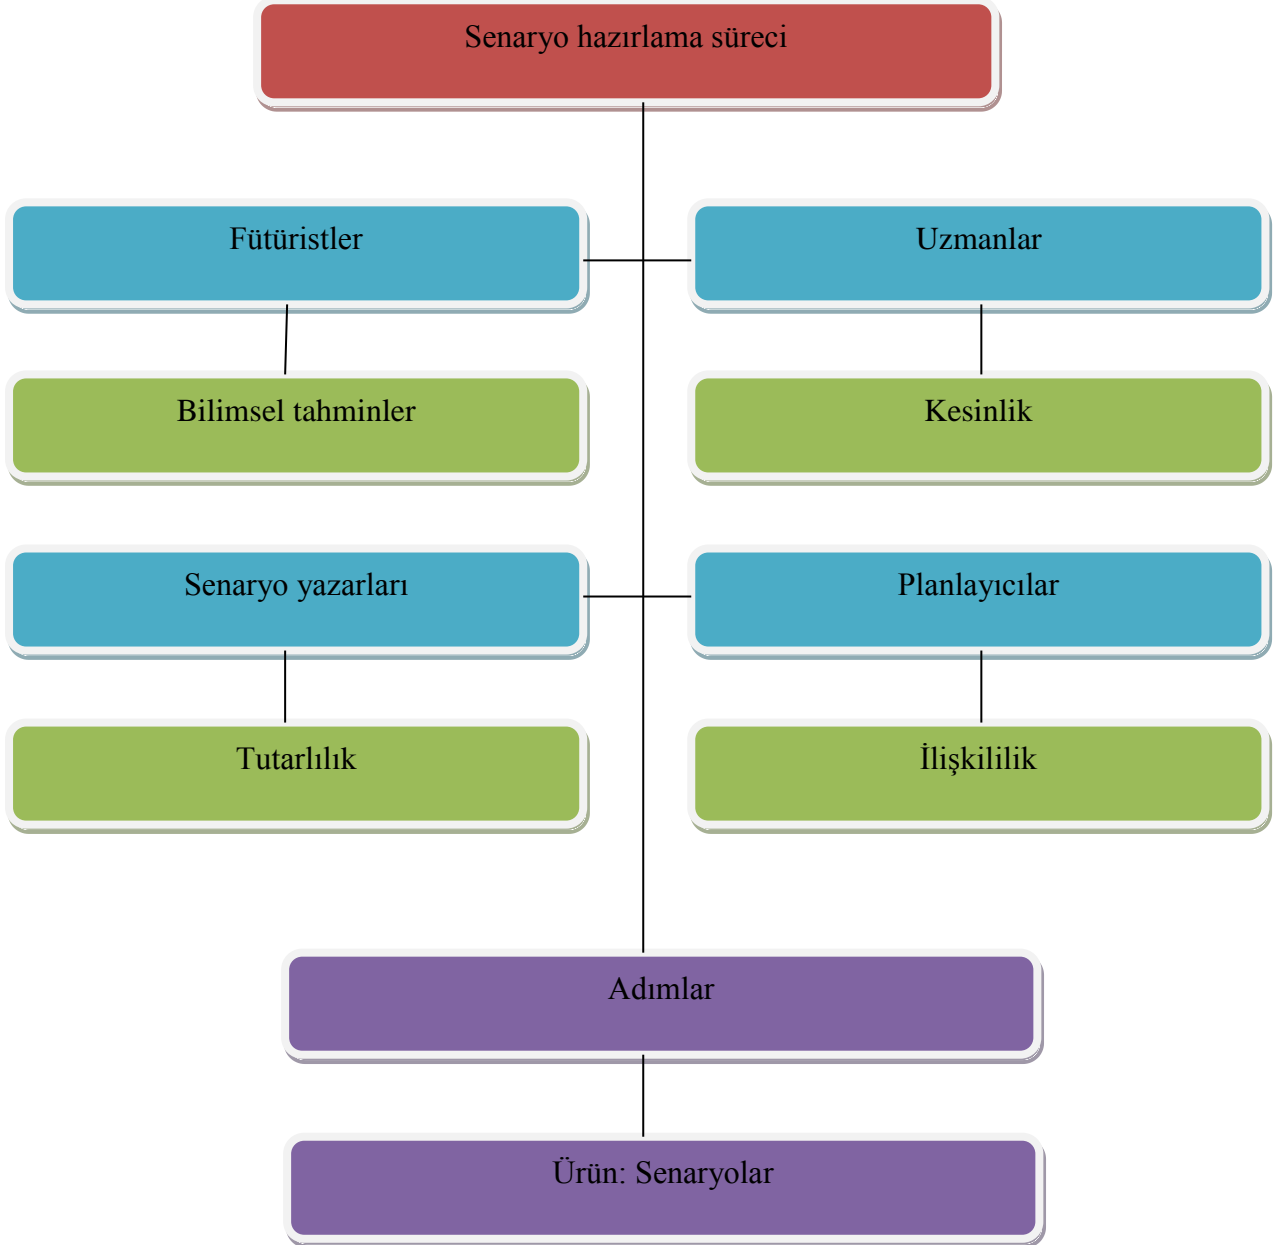 Senaryo hazırlama süreci
Fütüristler
Uzmanlar
Bilimsel tahminler
Kesinlik
Senaryo yazarları
Planlayıcılar
Tutarlılık
İlişkililik
Adımlar
Ürün: Senaryolar